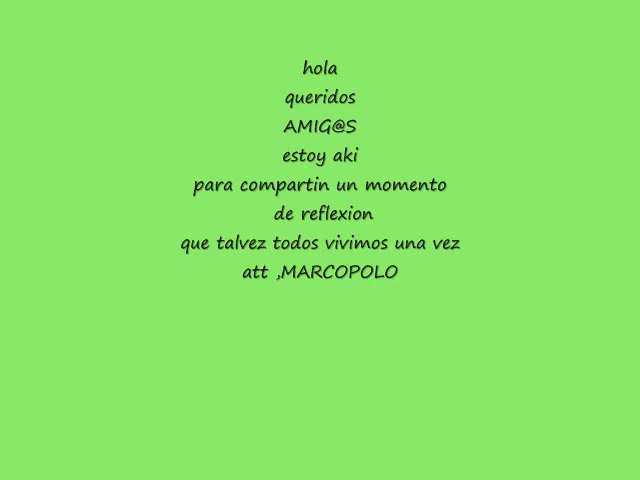 hola
queridos
AMIG@S
estoy aki
para compartin un momento
de reflexion
que talvez todos vivimos una vez
att ,MARCOPOLO